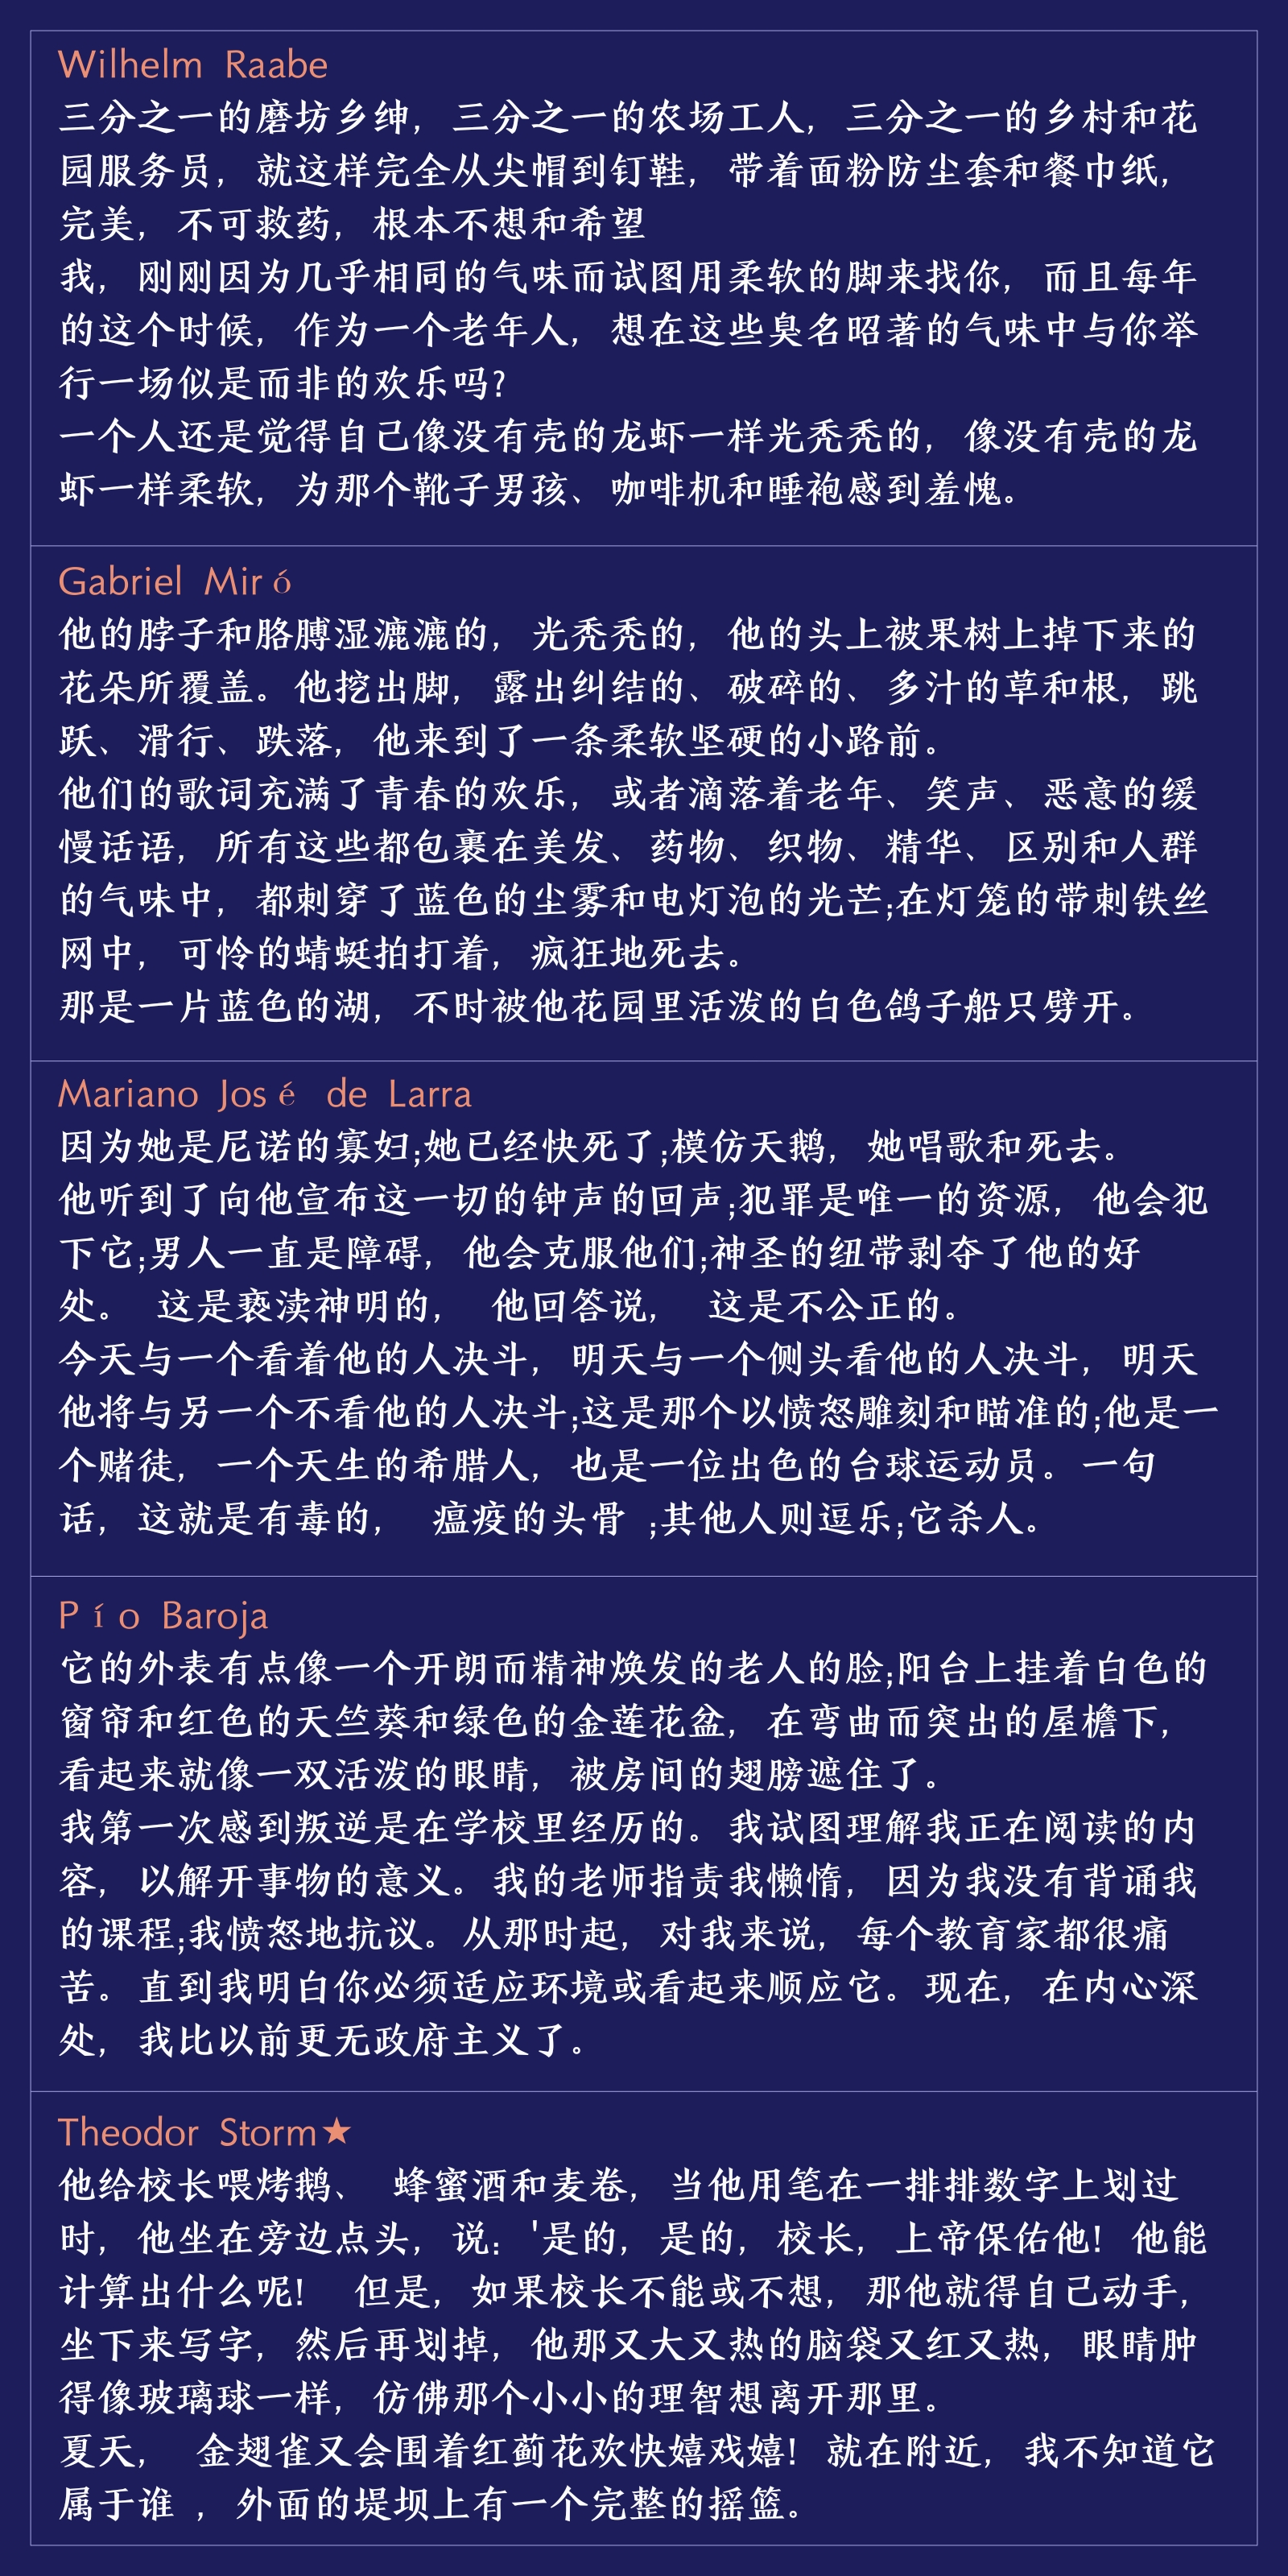 Wilhelm Raabe
三分之一的磨坊乡绅，三分之一的农场工人，三分之一的乡村和花
园服务员，就这样完全从尖帽到钉鞋，带着面粉防尘套和餐巾纸，
完美，不可救药，根本不想和希望
我，刚刚因为几乎相同的气味而试图用柔软的脚来找你，而且每年
的这个时候，作为一个老年人，想在这些臭名昭著的气味中与你举
行一场似是而非的欢乐吗?
一个人还是觉得自己像没有壳的龙虾一样光秃秃的，像没有壳的龙
虾一样柔软，为那个靴子男孩、咖啡机和睡袍感到羞愧。
Gabriel Miró
他的脖子和胳膊湿漉漉的，光秃秃的，他的头上被果树上掉下来的
花朵所覆盖。他挖出脚，露出纠结的、破碎的、多汁的草和根，跳
跃、滑行、跌落，他来到了一条柔软坚硬的小路前。
他们的歌词充满了青春的欢乐，或者滴落着老年、笑声、恶意的缓
慢话语，所有这些都包裹在美发、药物、织物、精华、区别和人群
的气味中，都刺穿了蓝色的尘雾和电灯泡的光芒;在灯笼的带刺铁丝
网中，可怜的蜻蜓拍打着，疯狂地死去。
那是一片蓝色的湖，不时被他花园里活泼的白色鸽子船只劈开。
Mariano José de Larra
因为她是尼诺的寡妇;她已经快死了;模仿天鹅，她唱歌和死去。
他听到了向他宣布这一切的钟声的回声;犯罪是唯一的资源，他会犯
下它;男人一直是障碍，他会克服他们;神圣的纽带剥夺了他的好
处。 这是亵渎神明的， 他回答说， 这是不公正的。
今天与一个看着他的人决斗，明天与一个侧头看他的人决斗，明天
他将与另一个不看他的人决斗;这是那个以愤怒雕刻和瞄准的;他是一
个赌徒，一个天生的希腊人，也是一位出色的台球运动员。一句
话，这就是有毒的， 瘟疫的头骨 ;其他人则逗乐;它杀人。
Pío Baroja
它的外表有点像一个开朗而精神焕发的老人的脸;阳台上挂着白色的
窗帘和红色的天竺葵和绿色的金莲花盆，在弯曲而突出的屋檐下，
看起来就像一双活泼的眼睛，被房间的翅膀遮住了。
我第一次感到叛逆是在学校里经历的。我试图理解我正在阅读的内
容，以解开事物的意义。我的老师指责我懒惰，因为我没有背诵我
的课程;我愤怒地抗议。从那时起，对我来说，每个教育家都很痛
苦。直到我明白你必须适应环境或看起来顺应它。现在，在内心深
处，我比以前更无政府主义了。
Theodor Storm★
他给校长喂烤鹅、 蜂蜜酒和麦卷，当他用笔在一排排数字上划过
时，他坐在旁边点头，说：'是的，是的，校长，上帝保佑他！他能
计算出什么呢！ 但是，如果校长不能或不想，那他就得自己动手，
坐下来写字，然后再划掉，他那又大又热的脑袋又红又热，眼睛肿
得像玻璃球一样，仿佛那个小小的理智想离开那里。
夏天， 金翅雀又会围着红蓟花欢快嬉戏嬉！就在附近，我不知道它
属于谁 ，外面的堤坝上有一个完整的摇篮。